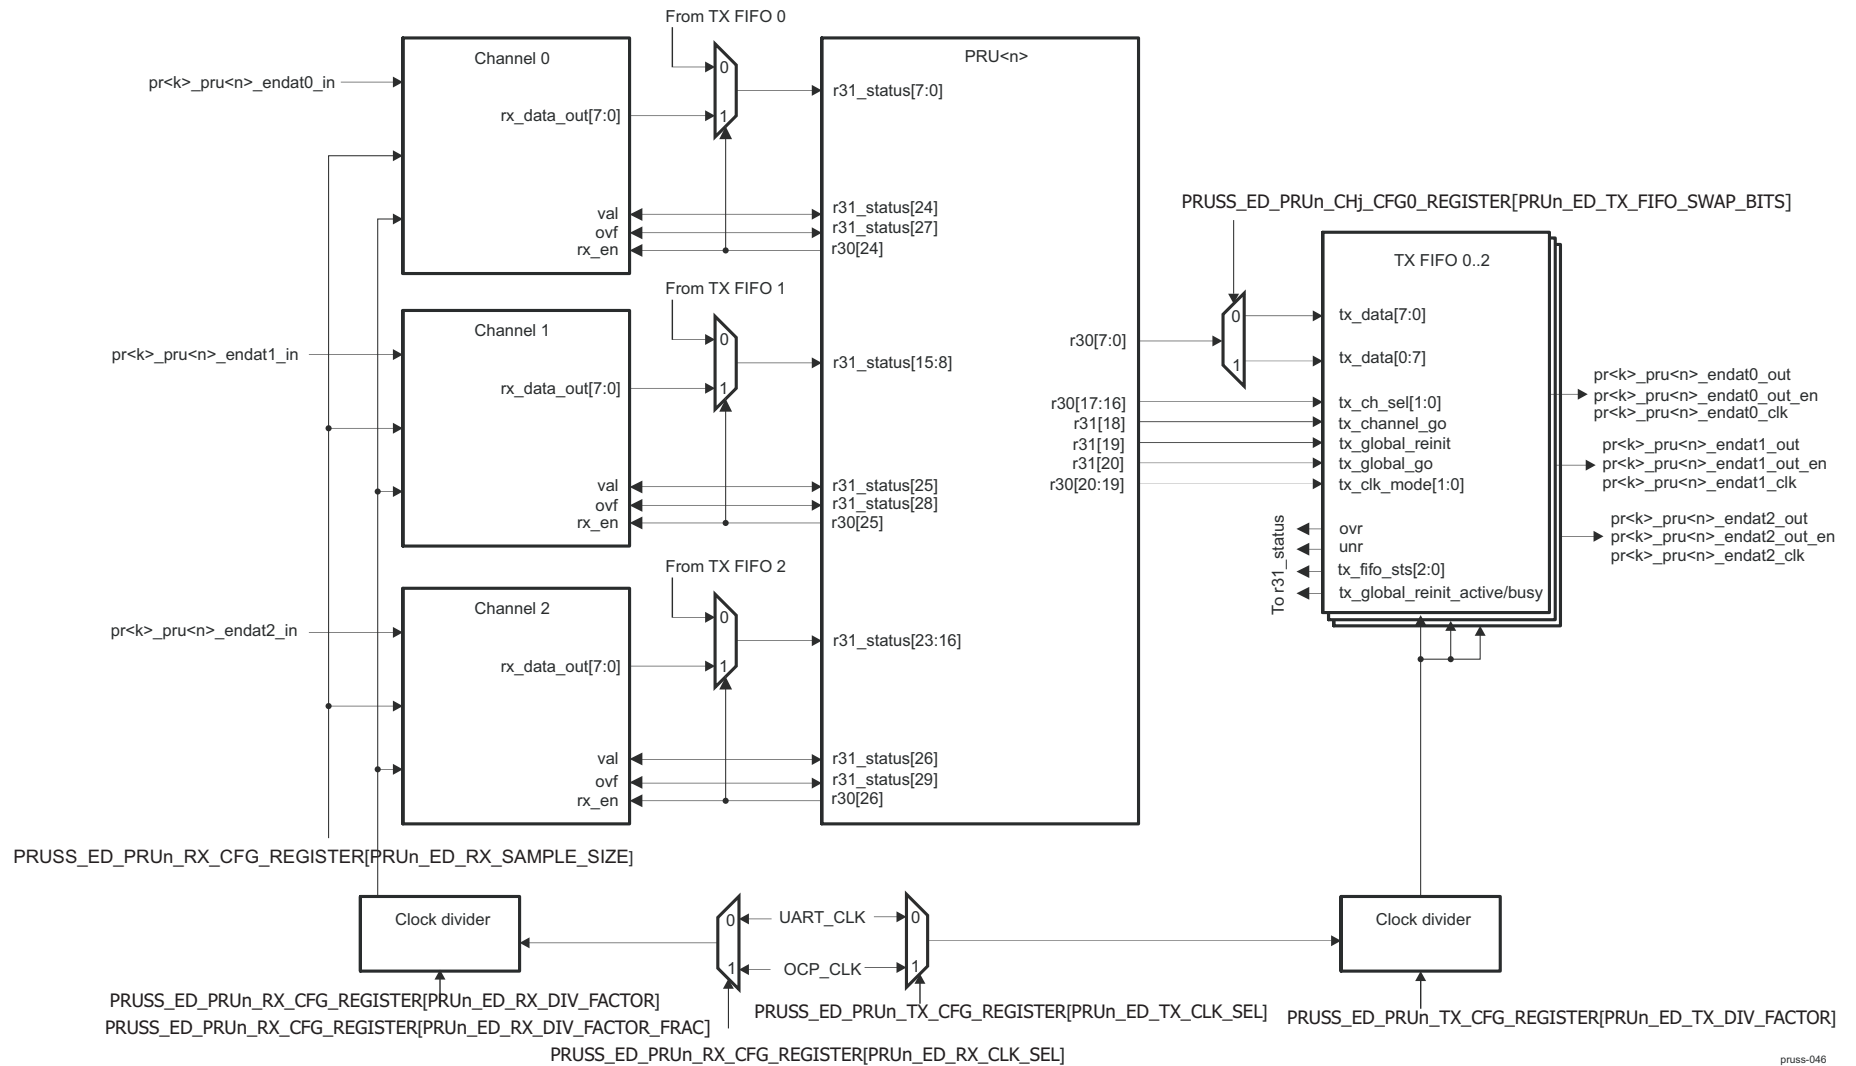 From TX FIFO 0
Channel 0
pr<k>_pru<n>_endat0_in
rx_data_out[7:0]
val
ovf
rx_en
0
1
PRU<n>
r31_status[7:0]
r31_status[24]
r31_status[27]
r30[24]
From TX FIFO 1
Channel 1
pr<k>_pru<n>_endat1_in
rx_data_out[7:0]
val
ovf
rx_en
0
1
r31_status[15:8]
r31_status[25]
r31_status[28]
r30[25]
From TX FIFO 2
Channel 2
pr<k>_pru<n>_endat2_in
rx_data_out[7:0]
val
ovf
rx_en
0
1
r31_status[23:16]
r31_status[26]
r31_status[29]
r30[26]
r30[7:0]
r30[17:16]
r31[18]
r31[19]
r31[20]
r30[20:19]
PRUSS_ED_PRUn_CHj_CFG0_REGISTER[PRUn_ED_TX_FIFO_SWAP_BITS]
0
1
TX FIFO 0..2
tx_data[7:0]
tx_data[0:7]
tx_ch_sel[1:0]
tx_channel_go
tx_global_reinit
tx_global_go
tx_clk_mode[1:0]
ovr
unr
tx_fifo_sts[2:0]
tx_global_reinit_active/busy
To r31_status
pr<k>_pru<n>_endat0_out
pr<k>_pru<n>_endat0_out_en
pr<k>_pru<n>_endat0_clk
pr<k>_pru<n>_endat1_out
pr<k>_pru<n>_endat1_out_en
pr<k>_pru<n>_endat1_clk
pr<k>_pru<n>_endat2_out
pr<k>_pru<n>_endat2_out_en
pr<k>_pru<n>_endat2_clk
PRUSS_ED_PRUn_RX_CFG_REGISTER[PRUn_ED_RX_SAMPLE_SIZE]
Clock divider
0
1
UART_CLK
OCP_CLK
0
1
Clock divider
PRUSS_ED_PRUn_RX_CFG_REGISTER[PRUn_ED_RX_DIV_FACTOR]
PRUSS_ED_PRUn_RX_CFG_REGISTER[PRUn_ED_RX_DIV_FACTOR_FRAC]
PRUSS_ED_PRUn_RX_CFG_REGISTER[PRUn_ED_RX_CLK_SEL]
PRUSS_ED_PRUn_TX_CFG_REGISTER[PRUn_ED_TX_CLK_SEL]
PRUSS_ED_PRUn_TX_CFG_REGISTER[PRUn_ED_TX_DIV_FACTOR]
pruss-046